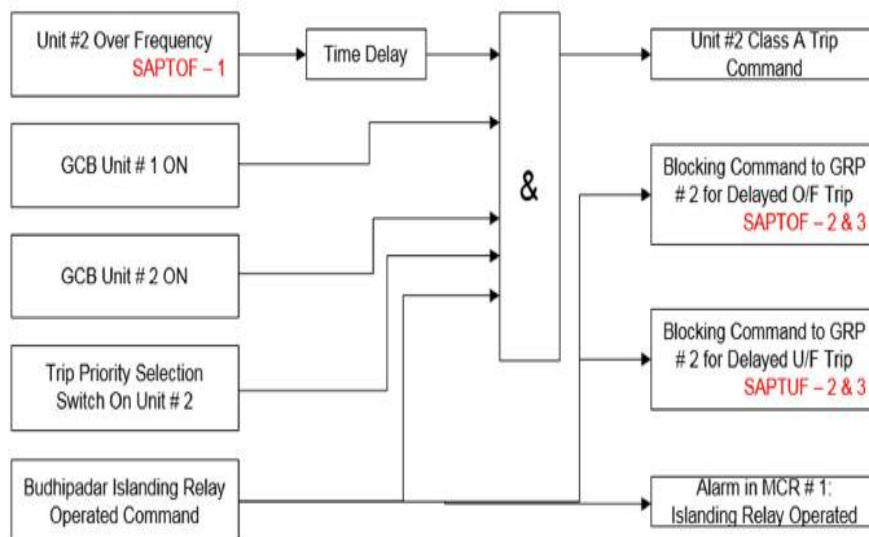 Unit #2 Over Frequency
SAPTOF – 1
Time Delay
Unit #2 Class A Trip
Command
GCB Unit # 1 ON
&
Blocking Command to GRP
# 2 for Delayed O/F Trip
SAPTOF – 2 & 3
GCB Unit # 2 ON
Blocking Command to GRP
# 2 for Delayed U/F Trip
SAPTUF – 2 & 3
Trip Priority Selection
Switch On Unit # 2
Budhipadar Islanding Relay
Operated Command
Alarm in MCR # 1:
Islanding Relay Operated